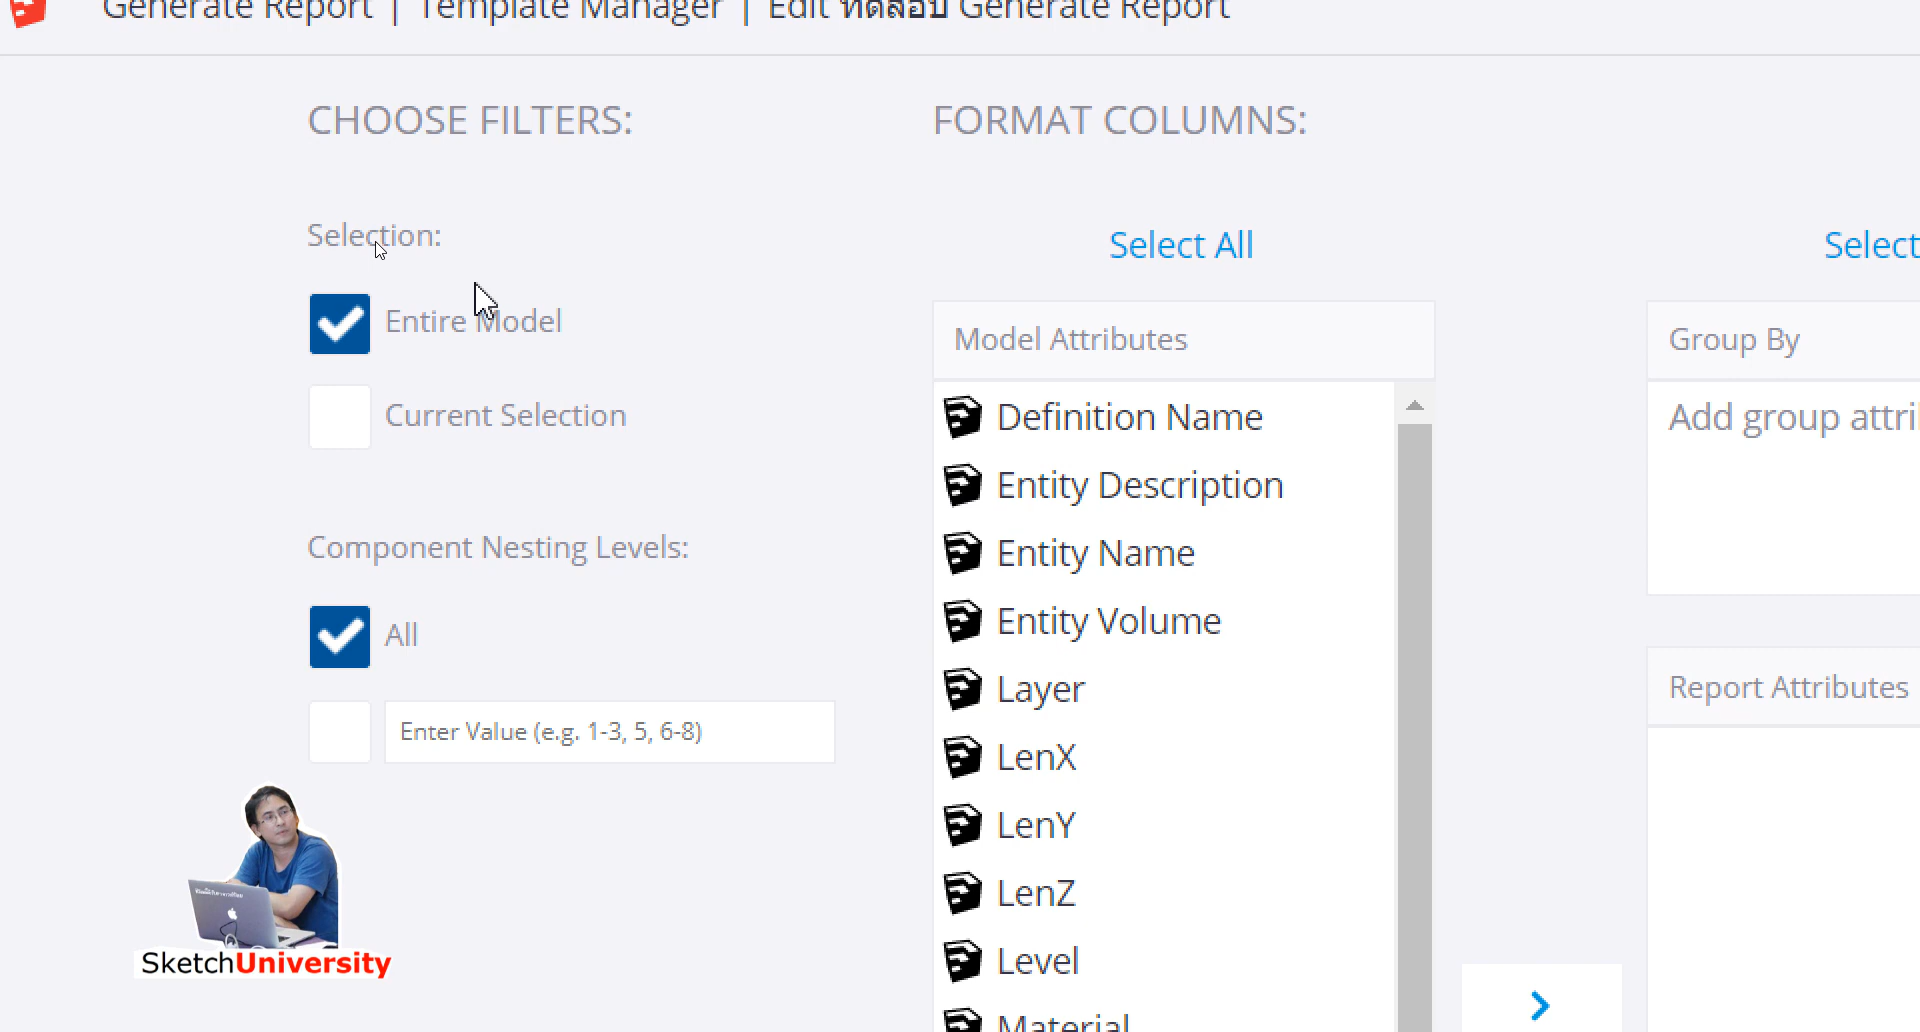 Generate Report | Template Manager | Edit ทดสอบ Generate Report
CHOOSE FILTERS:
FORMAT COLUMNS:
Selection:
Select All
Select
Entire Model
Model Attributes
Group By
Current Selection
Definition Name
Add group attri
Entity Description
Component Nesting Levels:
Entity Name
Entity Volume
All
Layer
Report Attributes
Enter Value (e.g. 1-3, 5, 6-8)
LenX
LenY
LenZ
Level
SketchUniversity
Material